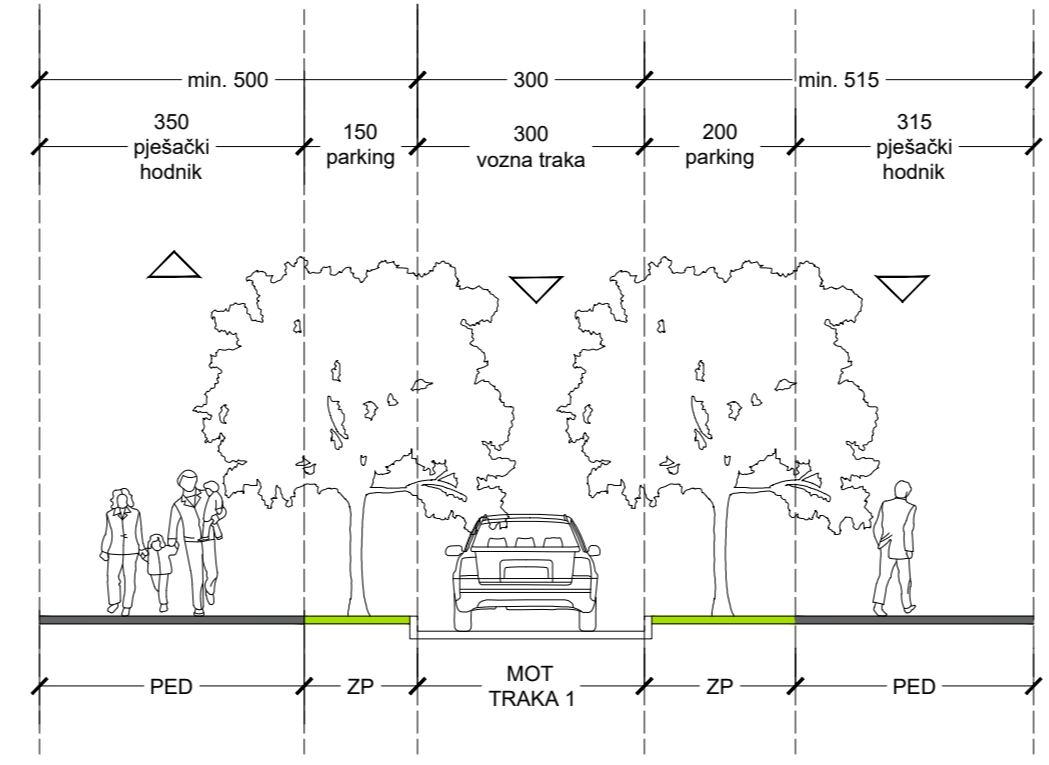 min. 500
300
min. 515
350
pješački
hodnik
150
parking
300
vozna traka
200
parking
315
pješački
hodnik
PED
ZP
MOT
TRAKA 1
ZP
PED